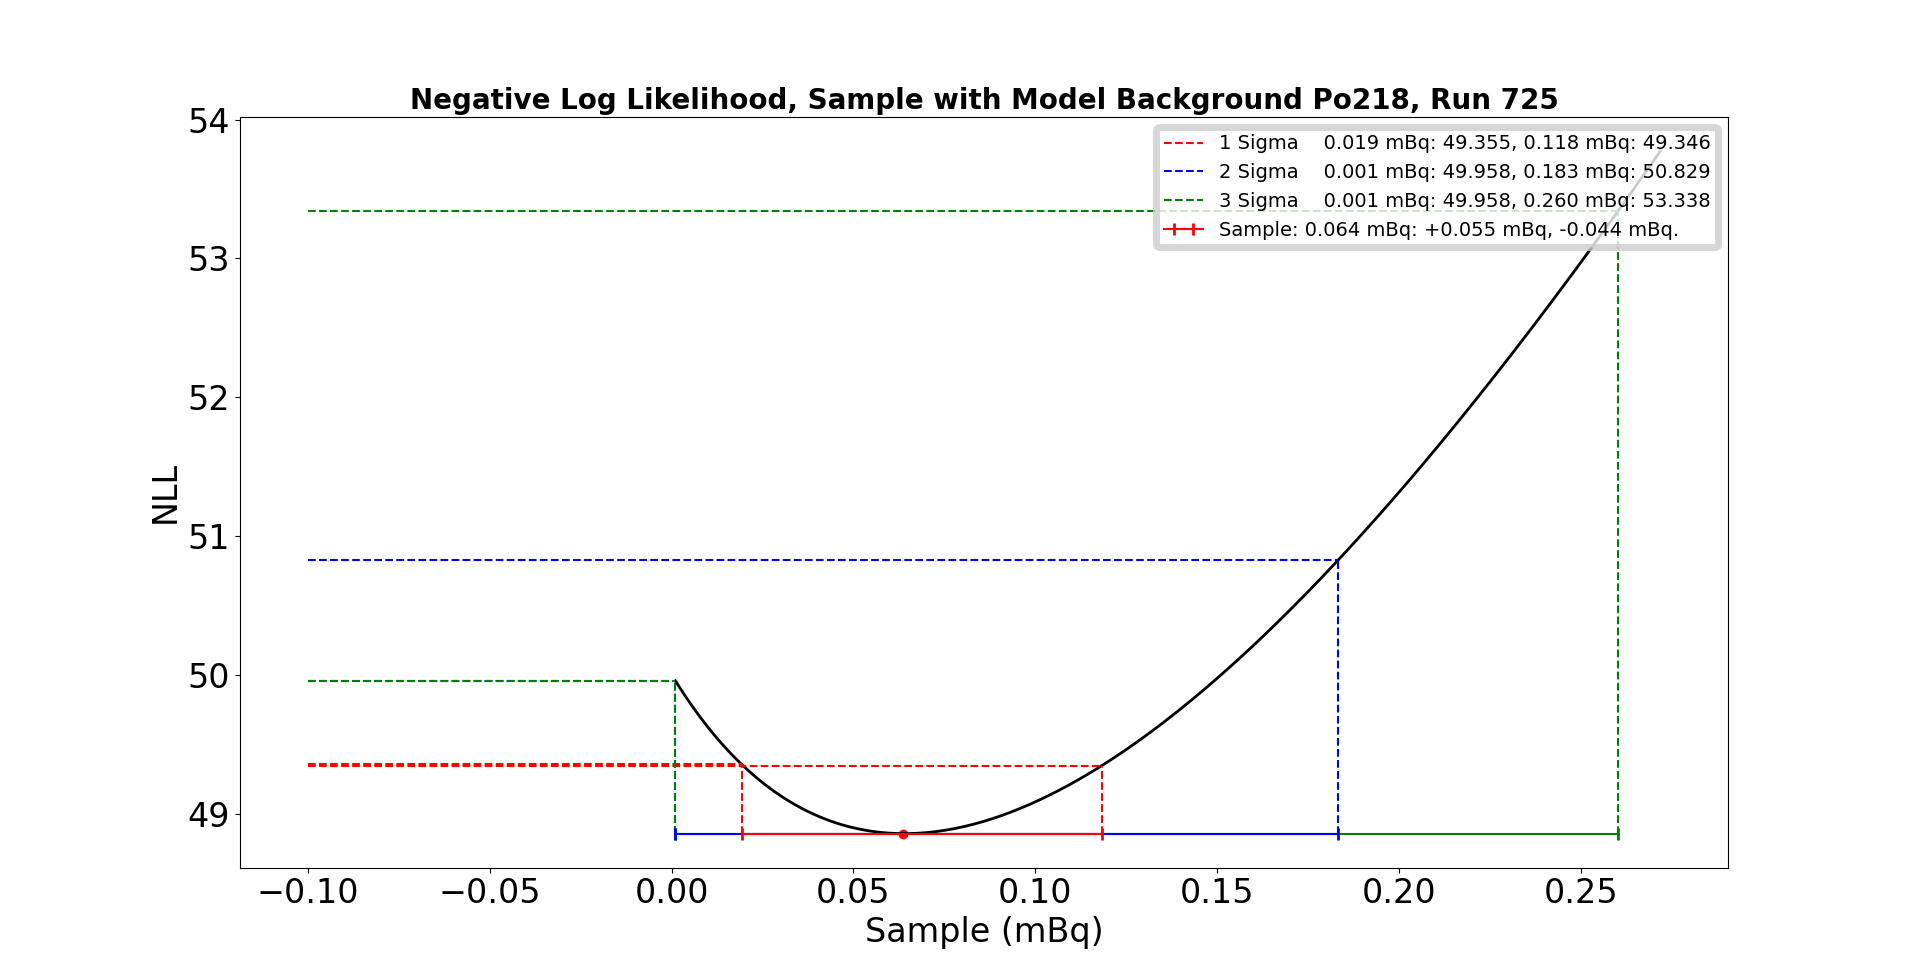 Negative Log Likelihood, Sample with Model Background Po218, Run 725
54
53
52
51
50
49
NLL
1 Sigma    0.019 mBq: 49.355, 0.118 mBq: 49.346
2 Sigma    0.001 mBq: 49.958, 0.183 mBq: 50.829
3 Sigma    0.001 mBq: 49.958, 0.260 mBq: 53.338
Sample: 0.064 mBq: +0.055 mBq, -0.044 mBq.
−0.10 −0.05 0.00 0.05 0.10 0.15 0.20 0.25
Sample (mBq)